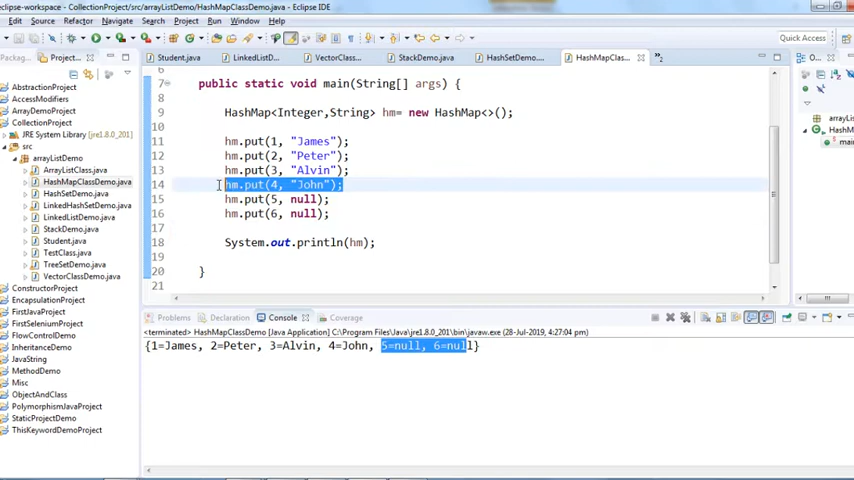 eclipse-workspace - CollectionProject/src/arrayListDemo/HashMapClassDemo.java - Eclipse IDE
Edit Source Refactor Navigate Search Project Run Window Help
Quick Access
Project...
Student.java
LinkedListD...
VectorClass...
StackDemo.java
HashSetDemo....
HashMapClas...
AbstractionProject
AccessModifiers
ArrayDemoProject
CollectionProject
JRE System Library [jre1.8.0_201]
src
arrayListDemo
ArrayListClass.java
HashMapClassDemo.java
HashSetDemo.java
LinkedHashSetDemo.java
LinkedListDemo.java
StackDemo.java
Student.java
TestClass.java
TreeSetDemo.java
VectorClassDemo.java
ConstructorProject
EncapsulationProject
FirstJavaProject
FirstSeleniumProject
FlowControlDemo
InheritanceDemo
JavaString
MethodDemo
Misc
ObjectAndClass
PolymorphismJavaProject
StaticProjectDemo
ThisKeywordDemoProject
6
7 public static void main(String[] args) {
8
9 HashMap<Integer,String> hm= new HashMap<>();
10
11 hm.put(1, "James");
12 hm.put(2, "Peter");
13 hm.put(3, "Alvin");
14 hm.put(4, "John");
15 hm.put(5, null);
16 hm.put(6, null);
17
18 System.out.println(hm);
19
20 }
21
Problems Declaration Console Coverage
<terminated> HashMapClassDemo [Java Application] C:\Program Files\Java\jre1.8.0_201\bin\javaw.exe (28-Jul-2019, 4:27:04 PM)
{1=James, 2=Peter, 3=Alvin, 4=John, 5=null, 6=null}